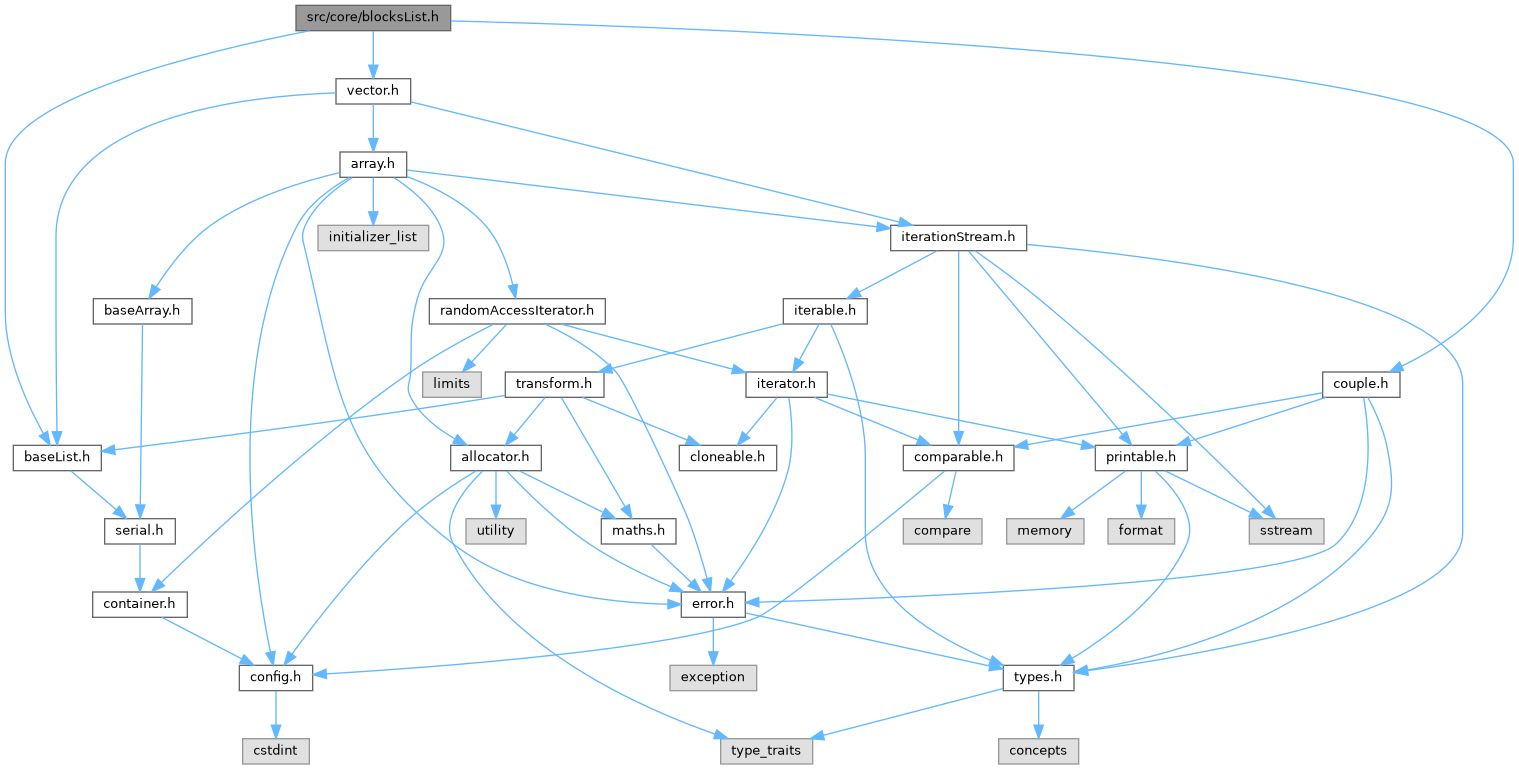 src/core/blocksList.h
vector.h
array.h
initializer_list
iterationStream.h
baseArray.h
randomAccessIterator.h
iterable.h
limits
transform.h
iterator.h
couple.h
baseList.h
allocator.h
cloneable.h
comparable.h
printable.h
serial.h
utility
maths.h
compare
memory
format
sstream
container.h
error.h
config.h
exception
types.h
cstdint
type_traits
concepts